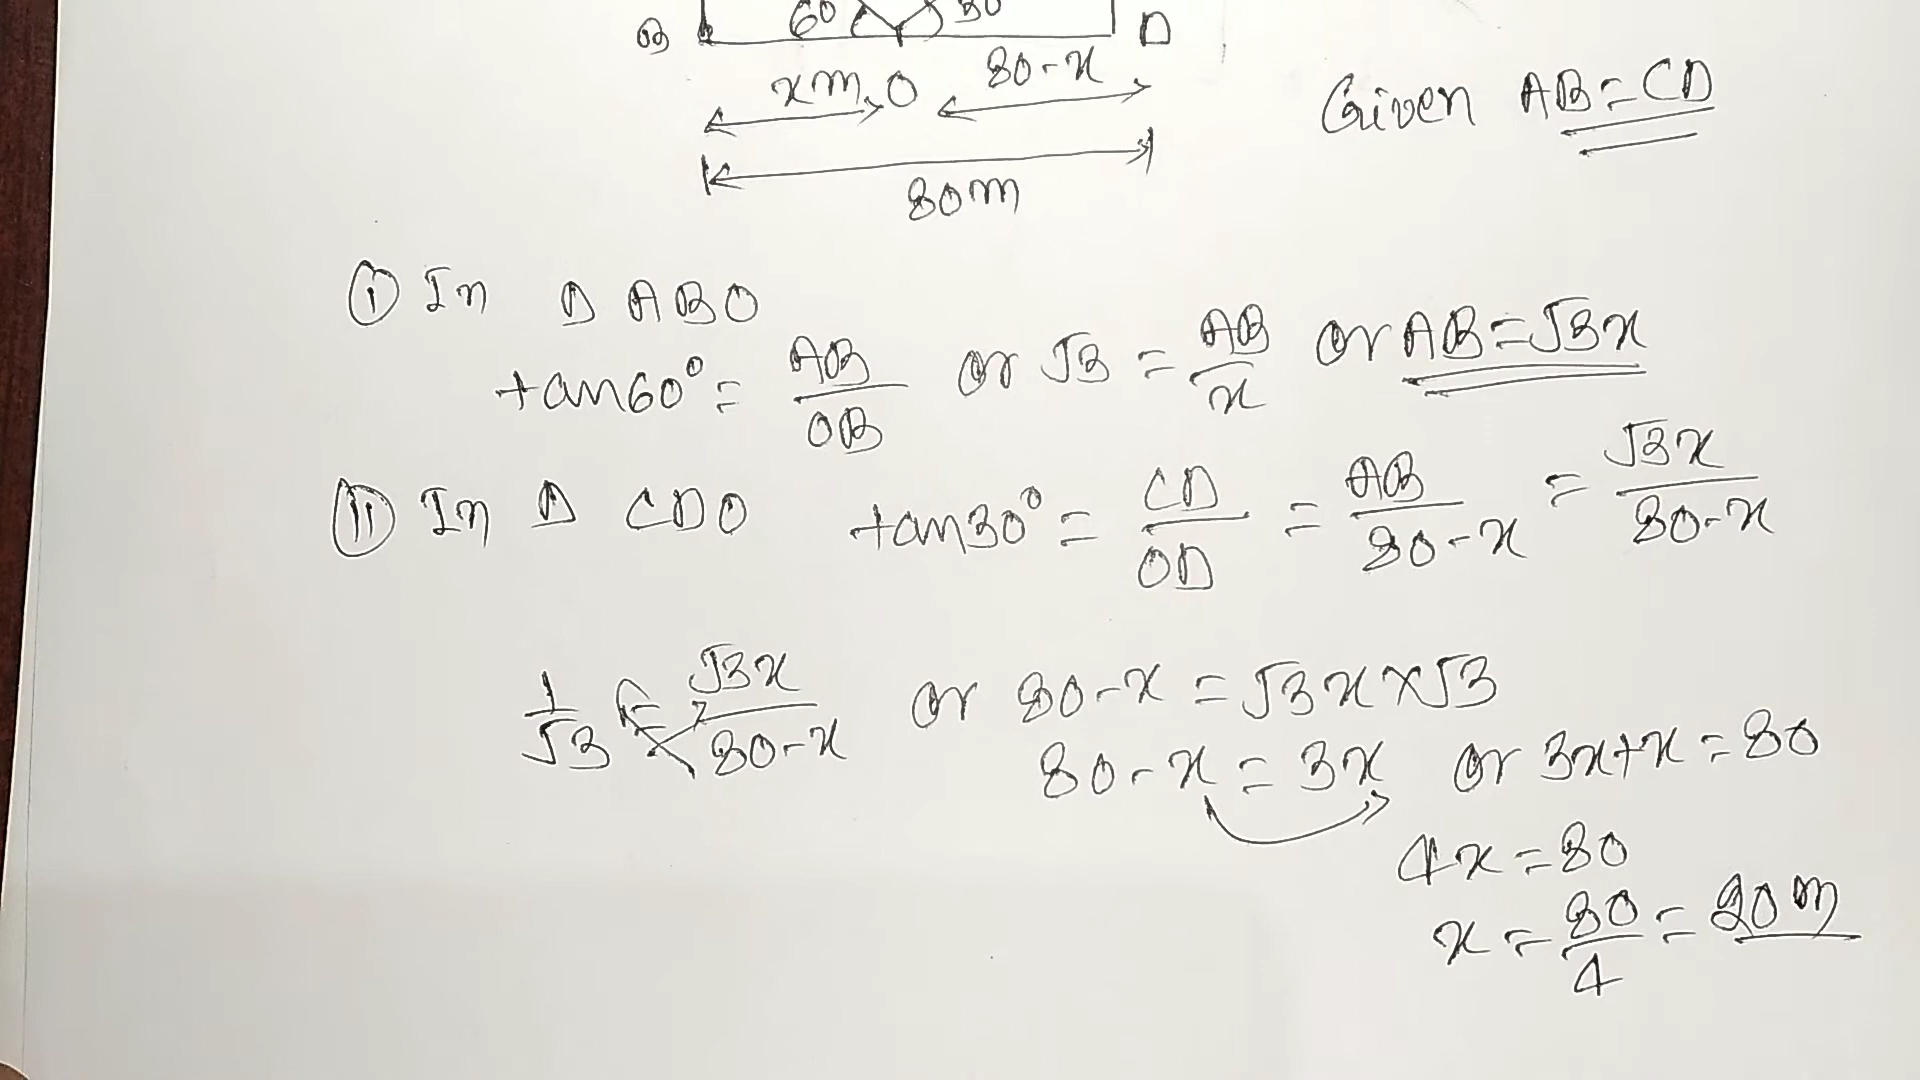 60 30
B D
xm O 80-x
Given AB=CD
80m
(i) In Δ ABO
tan60° = AB/OB or √3 = AB/x or AB=√3x
(ii) In Δ CDO tan30° = CD/OD = AB/80-x = √3x/80-x
1/√3 = √3x/80-x or 80-x = √3x×√3
80-x = 3x or 3x+x=80
4x=80
x=80/4=20m